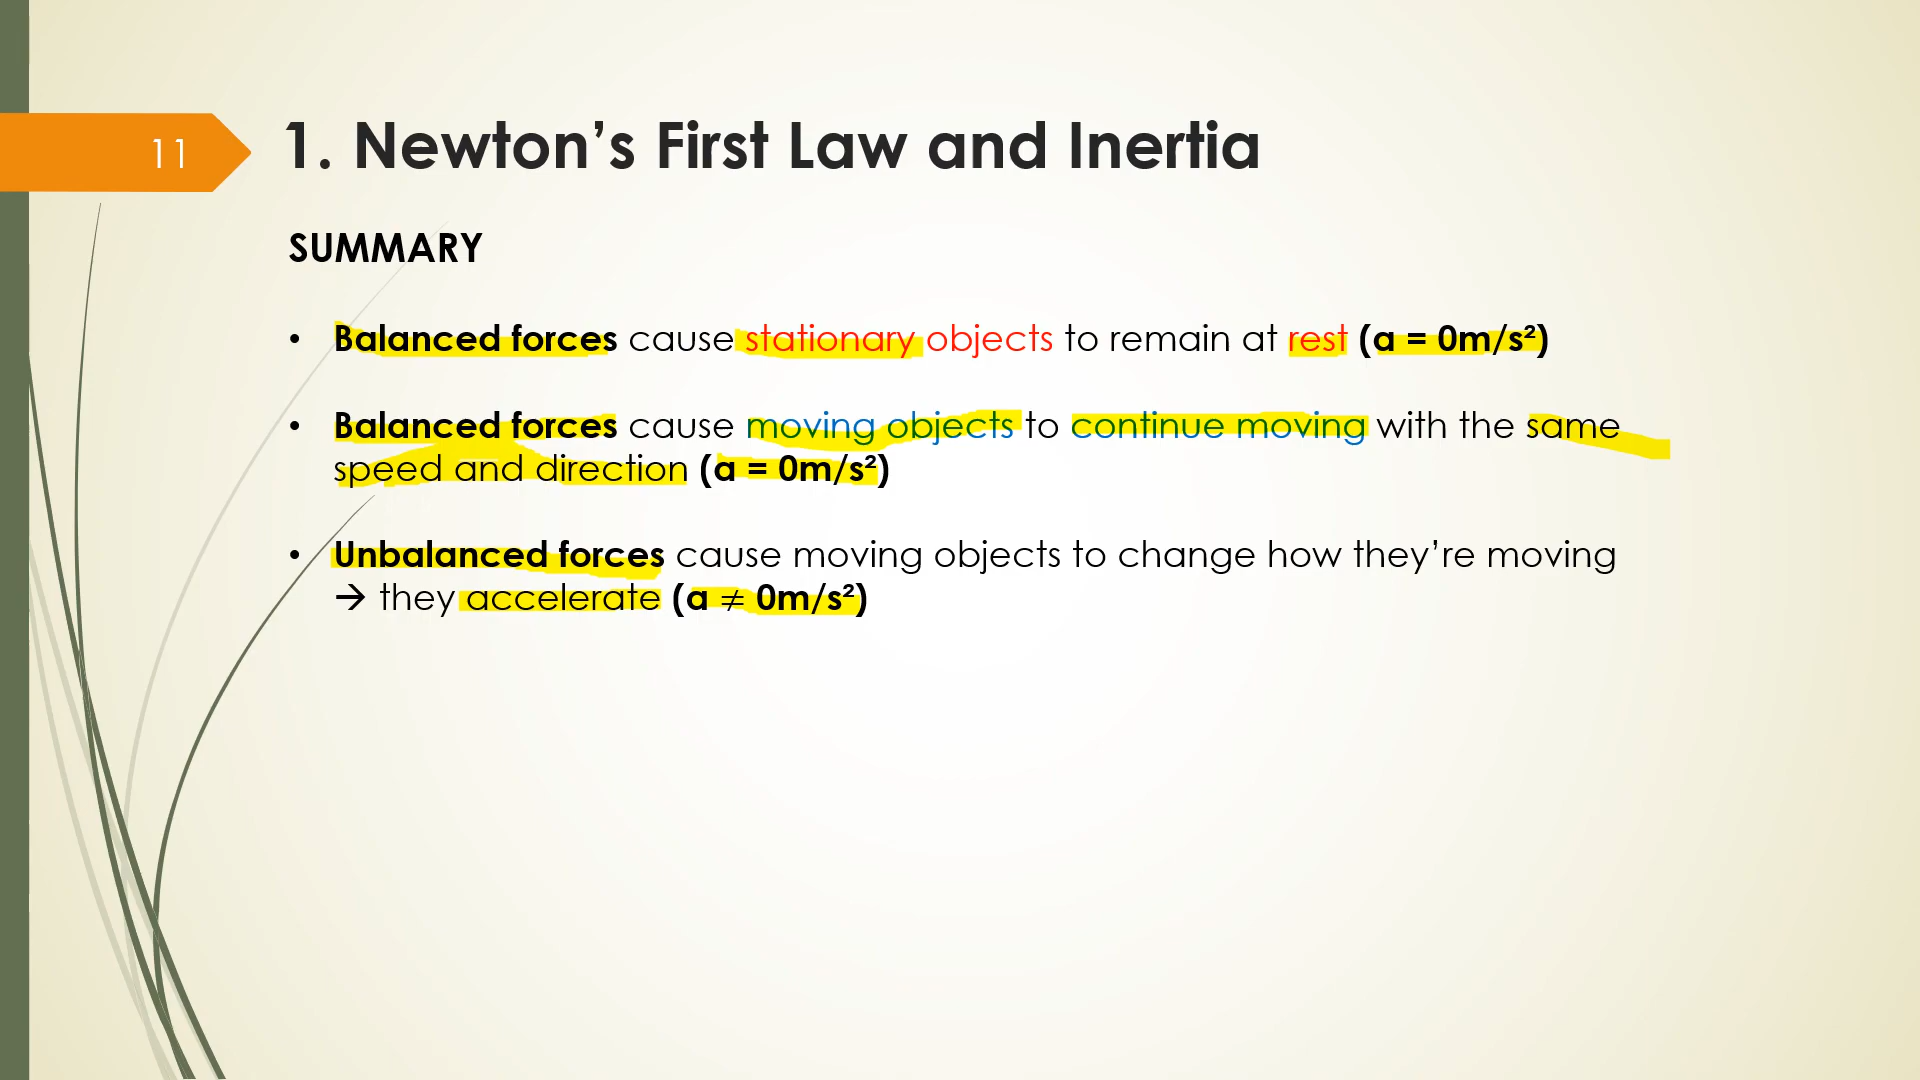 11
1. Newton’s First Law and Inertia
SUMMARY
• Balanced forces cause stationary objects to remain at rest (a = 0m/s²)
• Balanced forces cause moving objects to continue moving with the same
speed and direction (a = 0m/s²)
• Unbalanced forces cause moving objects to change how they’re moving
→ they accelerate (a ≠ 0m/s²)